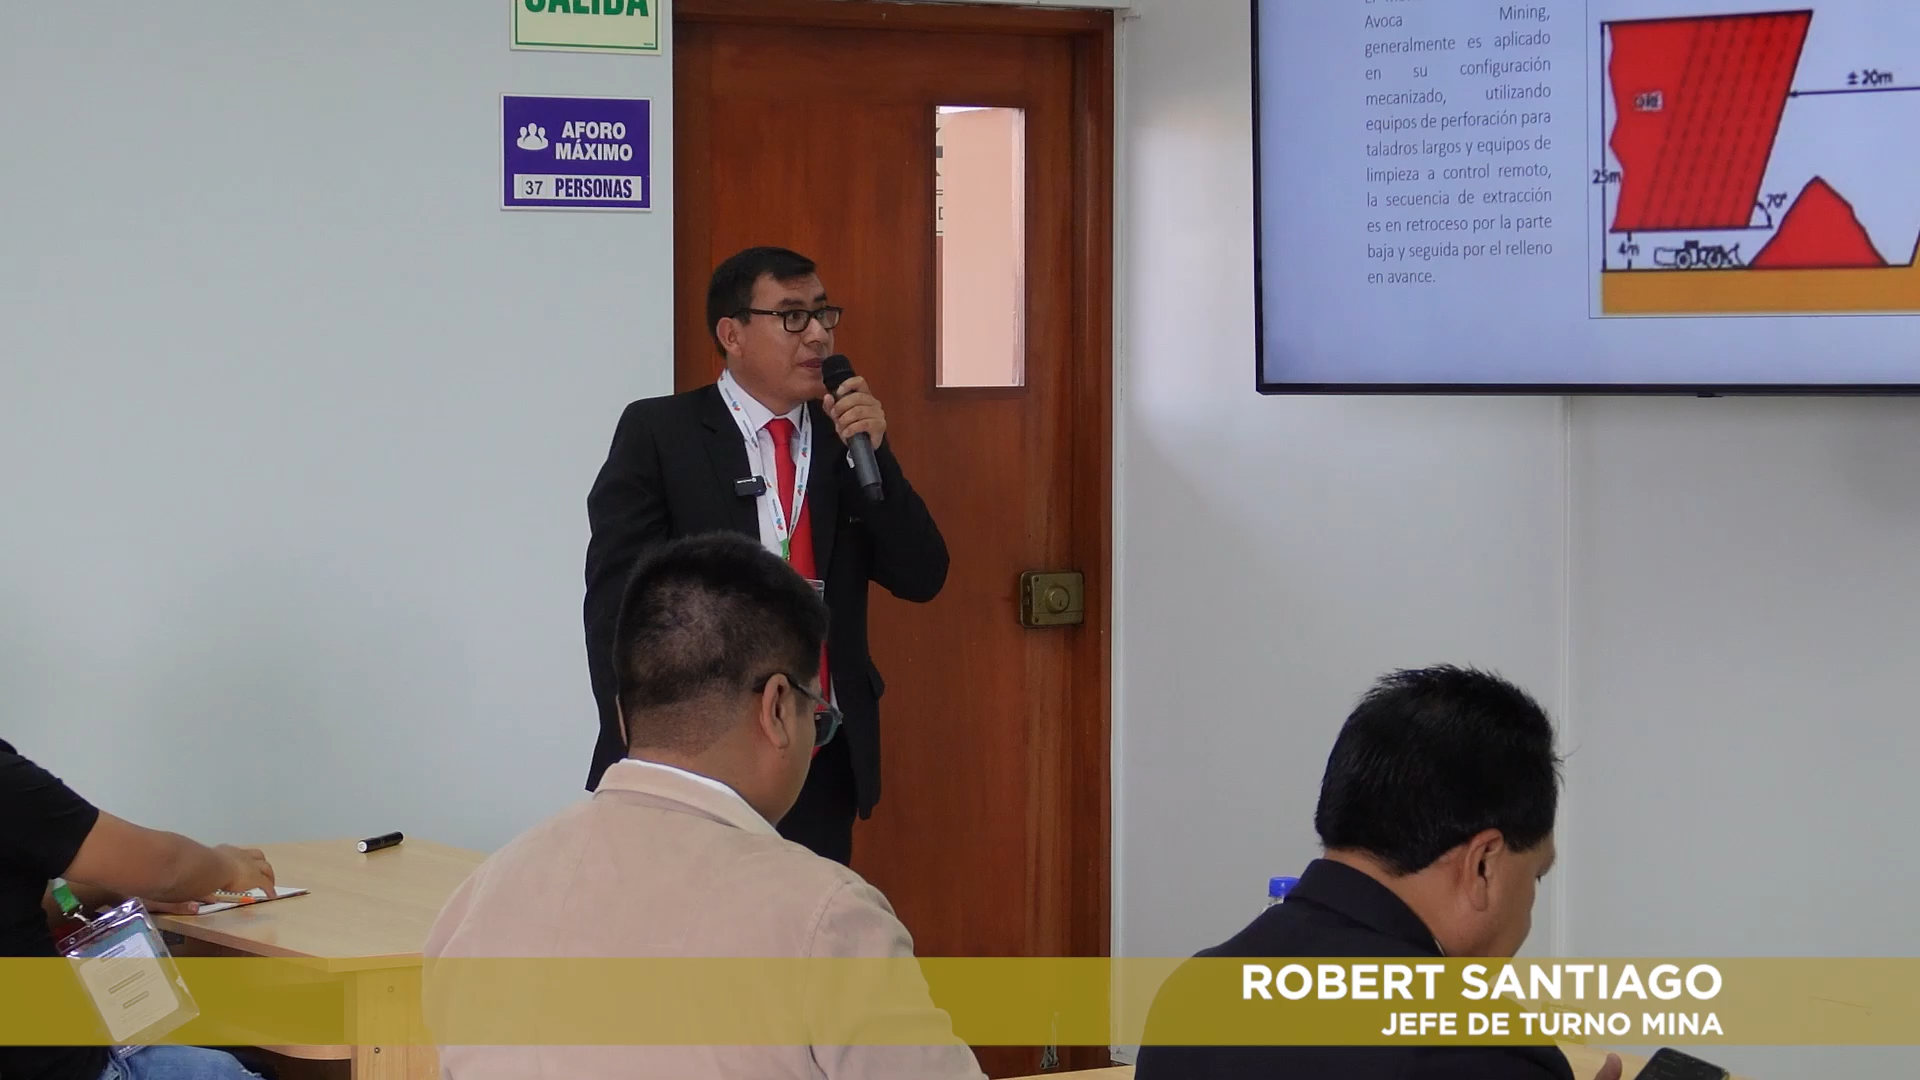 SALIDA
AFORO
MÁXIMO
37 PERSONAS
Avoca Mining,
generalmente es aplicado
en su configuración
mecanizado, utilizando
equipos de perforación para
taladros largos y equipos de
limpieza a control remoto,
la secuencia de extracción
es en retroceso por la parte
baja y seguida por el relleno
en avance.
± 20m
25m
70°
4m
ROBERT SANTIAGO
JEFE DE TURNO MINA